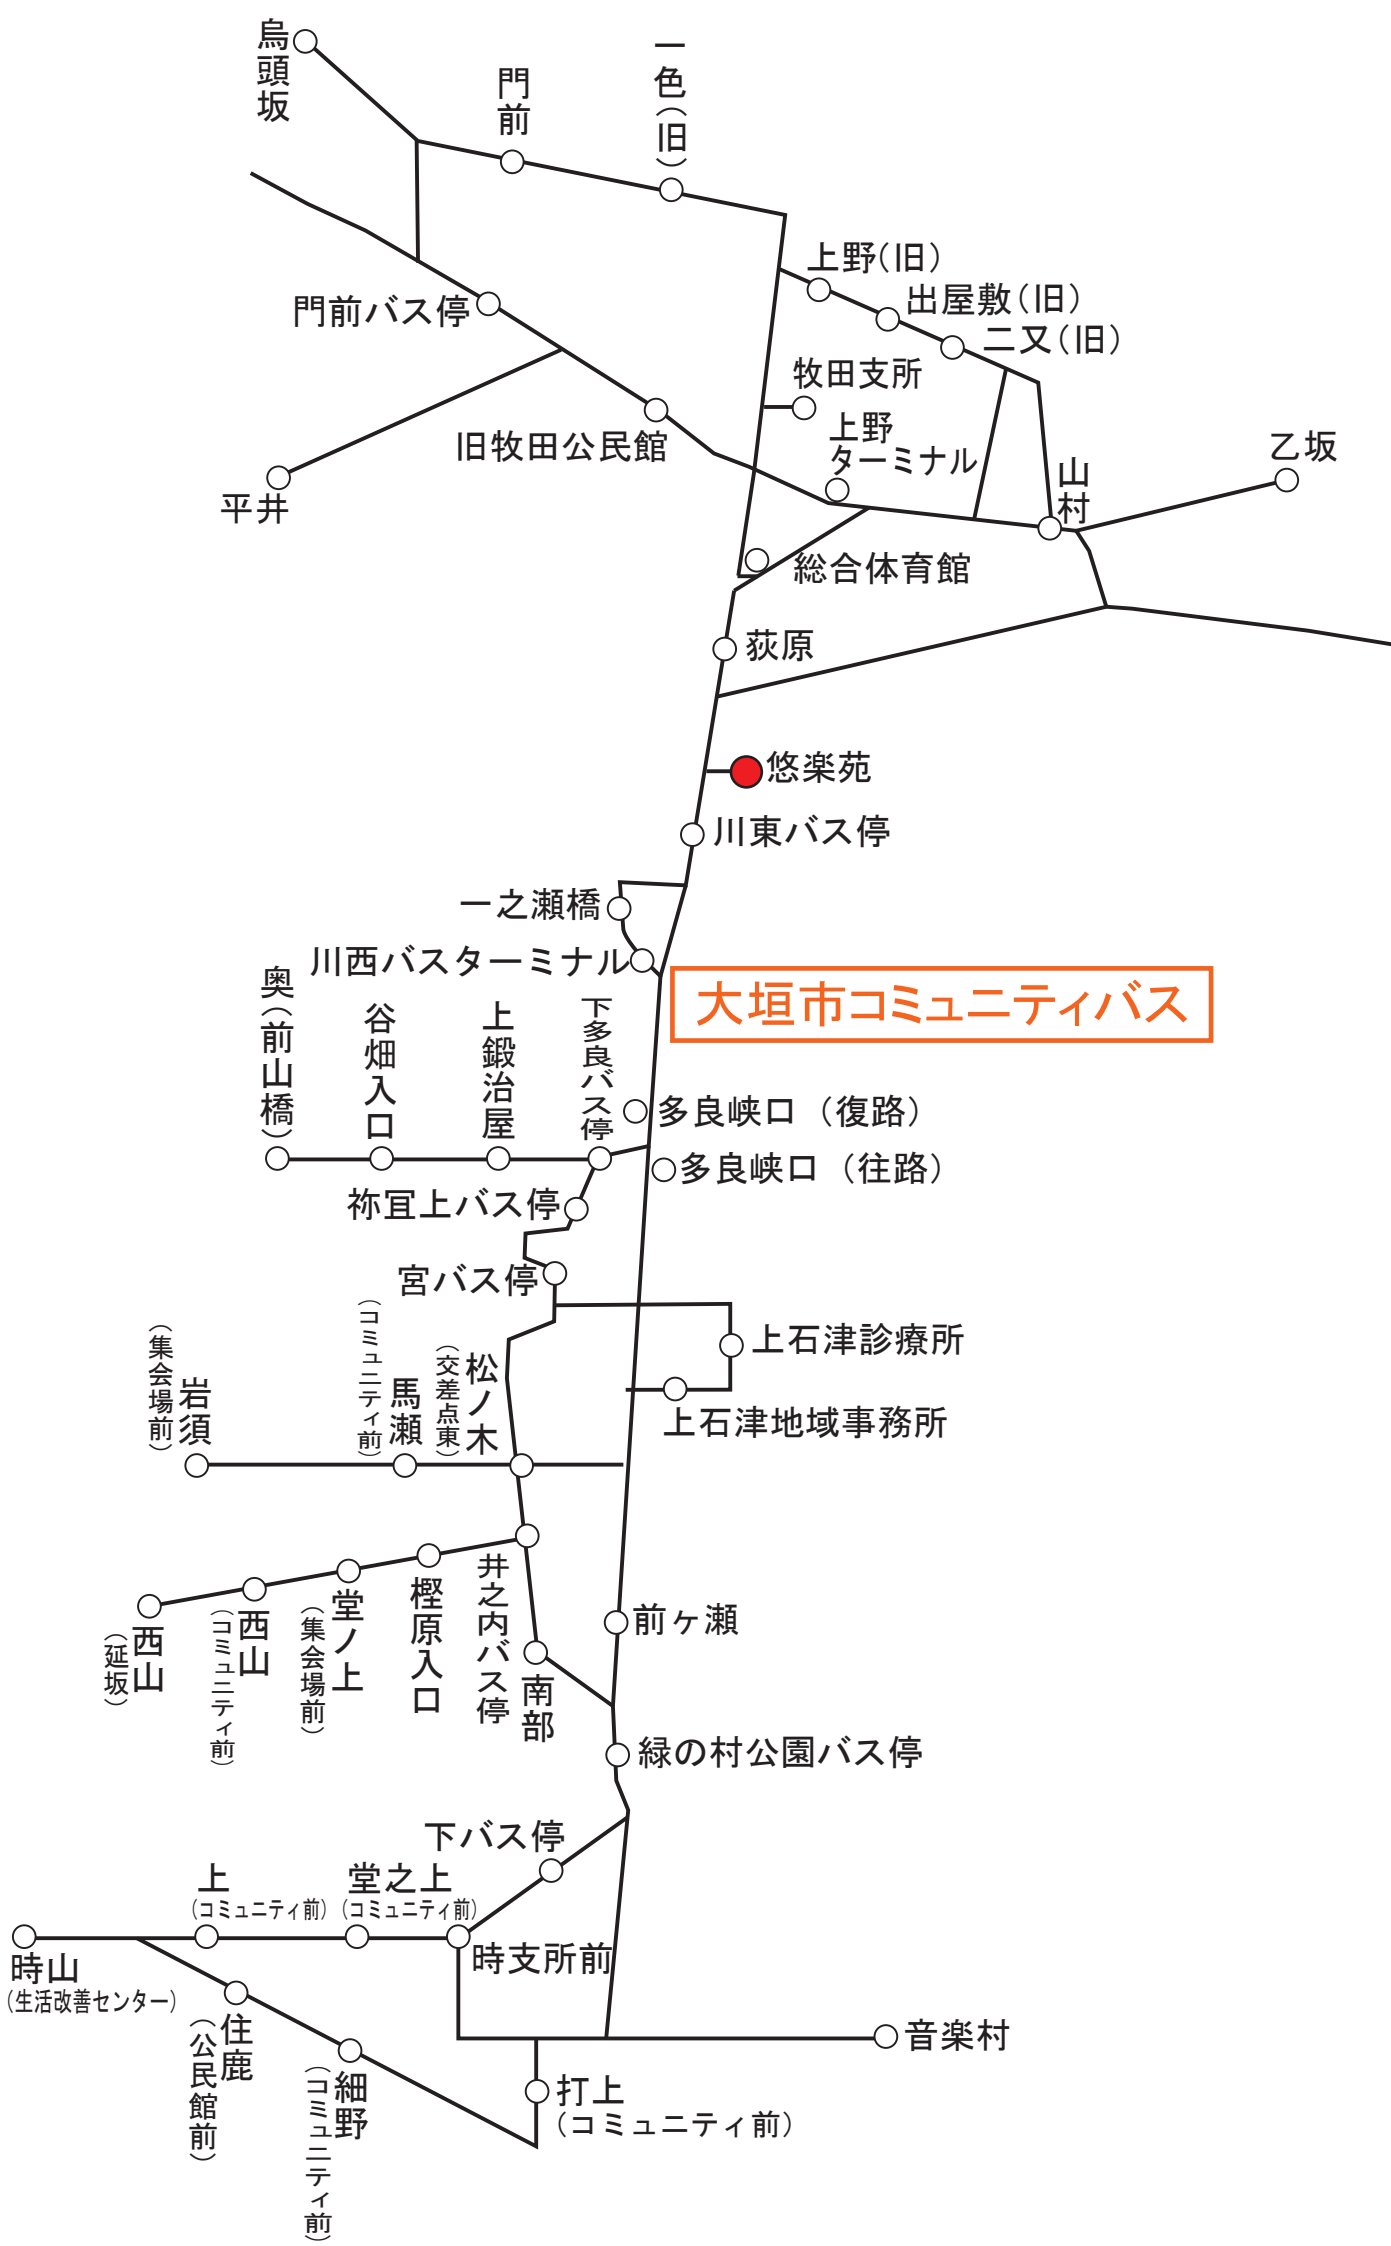 烏頭坂
門前
一色(旧)
上野(旧)
出屋敷(旧)
二又(旧)
門前バス停
牧田支所
旧牧田公民館
上野
ターミナル
山村
乙坂
平井
総合体育館
荻原
悠楽苑
川東バス停
一之瀬橋
川西バスターミナル
大垣市コミュニティバス
奥(前山橋)
谷畑入口
上鍛治屋
下多良バス停
多良峡口 (復路)
多良峡口 (往路)
祢冝上バス停
宮バス停
上石津診療所
上石津地域事務所
岩須
(集会場前)
馬瀬
(コミュニティ前)
松ノ木
(交差点東)
西山
(延坂)
西山
(コミュニティ前)
堂ノ上
(集会場前)
樫原入口
井之内バス停
南部
前ヶ瀬
緑の村公園バス停
下バス停
上
(コミュニティ前)
堂之上
(コミュニティ前)
時支所前
時山
(生活改善センター)
住鹿
(公民館前)
細野
(コミュニティ前)
打上
(コミュニティ前)
音楽村